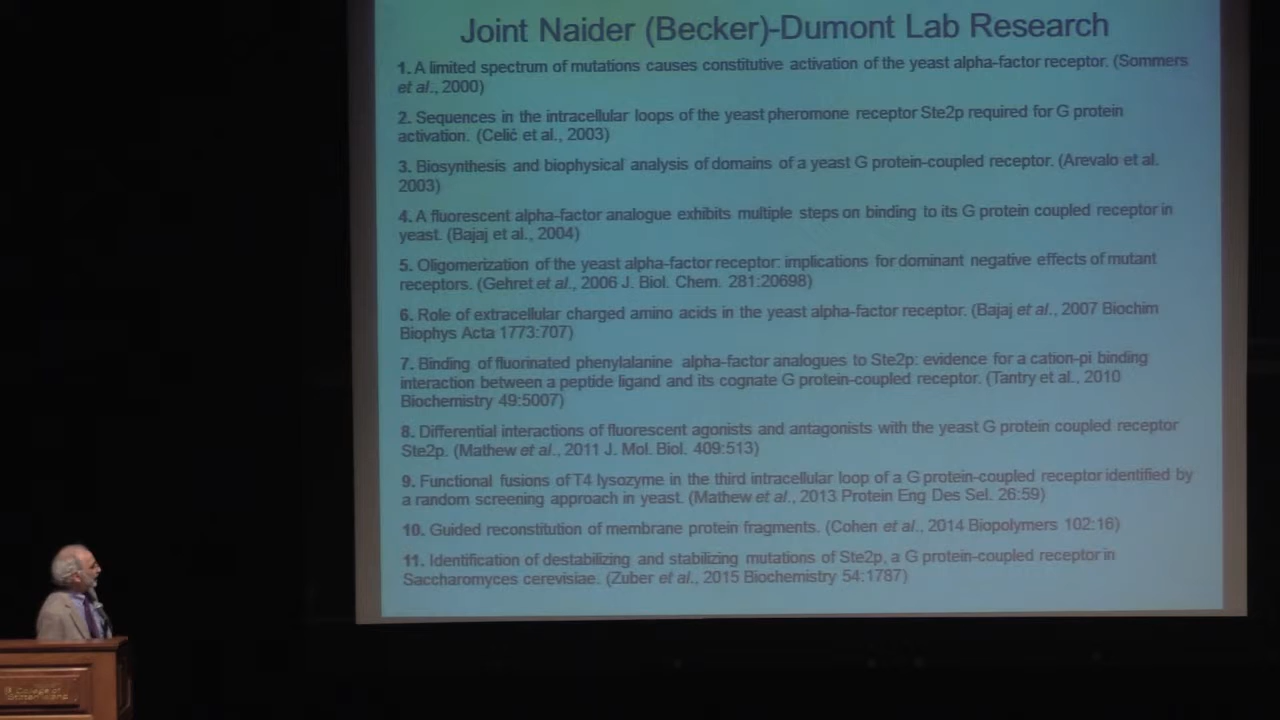 Joint Naider (Becker)-Dumont Lab Research
1. A limited spectrum of mutations causes constitutive activation of the yeast alpha-factor receptor. (Sommers
et al., 2000)
2. Sequences in the intracellular loops of the yeast pheromone receptor Ste2p required for G protein
activation. (Celić et al., 2003)
3. Biosynthesis and biophysical analysis of domains of a yeast G protein-coupled receptor. (Arevalo et al.
2003)
4. A fluorescent alpha-factor analogue exhibits multiple steps on binding to its G protein coupled receptor in
yeast. (Bajaj et al., 2004)
5. Oligomerization of the yeast alpha-factor receptor: implications for dominant negative effects of mutant
receptors. (Gehret et al., 2006 J. Biol. Chem. 281:20698)
6. Role of extracellular charged amino acids in the yeast alpha-factor receptor. (Bajaj et al., 2007 Biochim
Biophys Acta 1773:707)
7. Binding of fluorinated phenylalanine alpha-factor analogues to Ste2p: evidence for a cation-pi binding
interaction between a peptide ligand and its cognate G protein-coupled receptor. (Tantry et al., 2010
Biochemistry 49:5007)
8. Differential interactions of fluorescent agonists and antagonists with the yeast G protein coupled receptor
Ste2p. (Mathew et al., 2011 J. Mol. Biol. 409:513)
9. Functional fusions of T4 lysozyme in the third intracellular loop of a G protein-coupled receptor identified by
a random screening approach in yeast. (Mathew et al., 2013 Protein Eng Des Sel. 26:59)
10. Guided reconstitution of membrane protein fragments. (Cohen et al., 2014 Biopolymers 102:16)
11. Identification of destabilizing and stabilizing mutations of Ste2p, a G protein-coupled receptor in
Saccharomyces cerevisiae. (Zuber et al., 2015 Biochemistry 54:1787)
College of